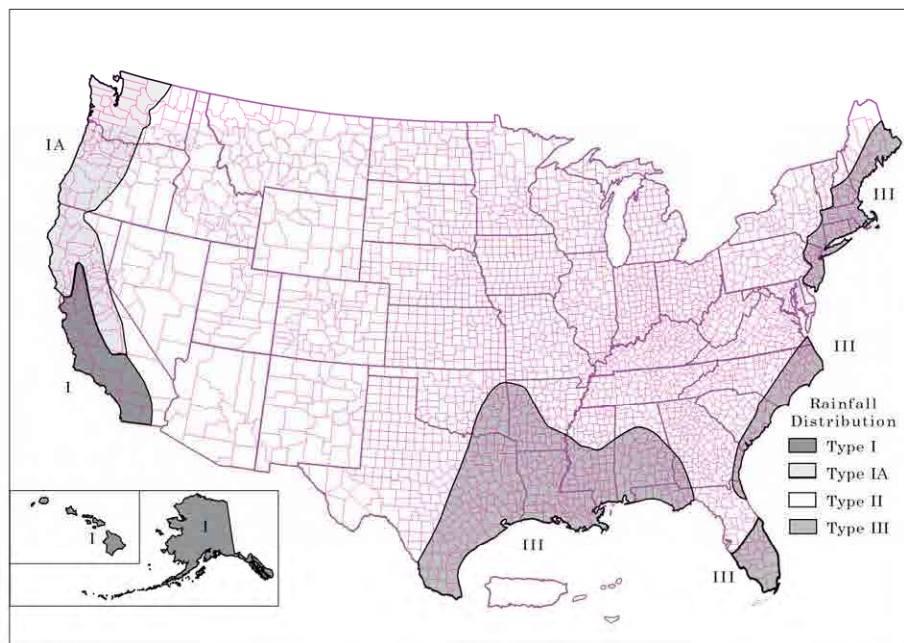 IA
III
III
I
Rainfall
Distribution
Type I
Type IA
Type II
Type III
I
I
III
III